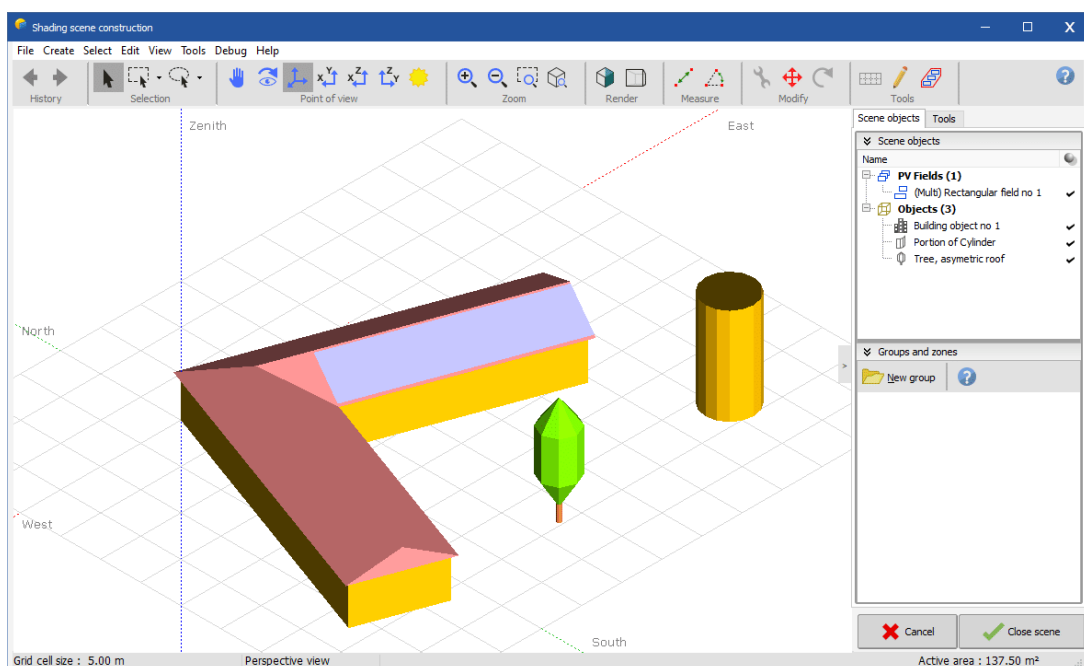 Shading scene construction
File Create Select Edit View Tools Debug Help
History
Selection
Point of view
Zoom
Render
Measure
Modify
Tools
Zenith
East
North
West
South
Scene objects Tools
Scene objects
Name
PV Fields (1)
(Multi) Rectangular field no 1
Objects (3)
Building object no 1
Portion of Cylinder
Tree, asymetric roof
Groups and zones
New group
Cancel Close scene
Grid cell size : 5.00 m Perspective view Active area : 137.50 m²